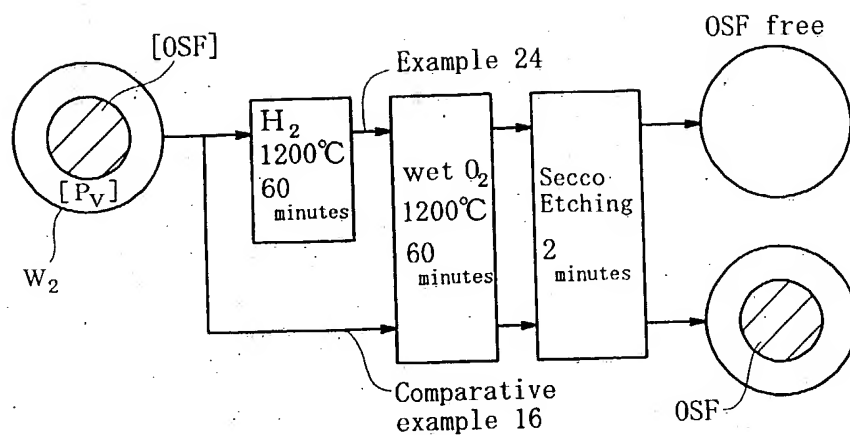 [OSF]
[PV]
W2
H2
1200℃
60
minutes
Example 24
wet O2
1200℃
60
minutes
Secco
Etching
2
minutes
OSF free
OSF
Comparative
example 16